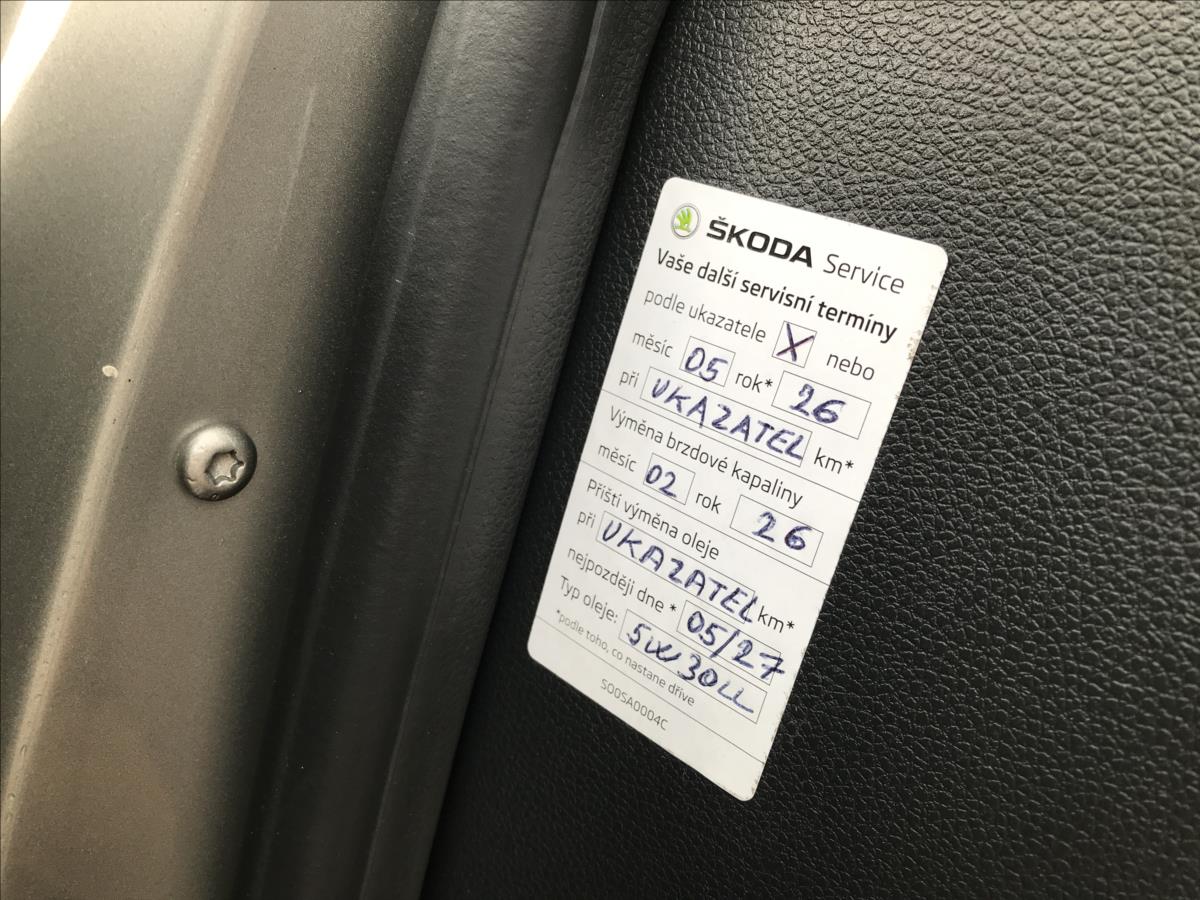 ŠKODA Service
Vaše další servisní termíny
podle ukazatele X nebo
měsíc 05 rok* 26
při UKAZATEL km*
Výměna brzdové kapaliny
měsíc 02 rok 26
Příští výměna oleje
při UKAZATEL km*
nejpozději dne * 05/27
Typ oleje: 5W30LL
*podle toho, co nastane dříve
S00SA0004C